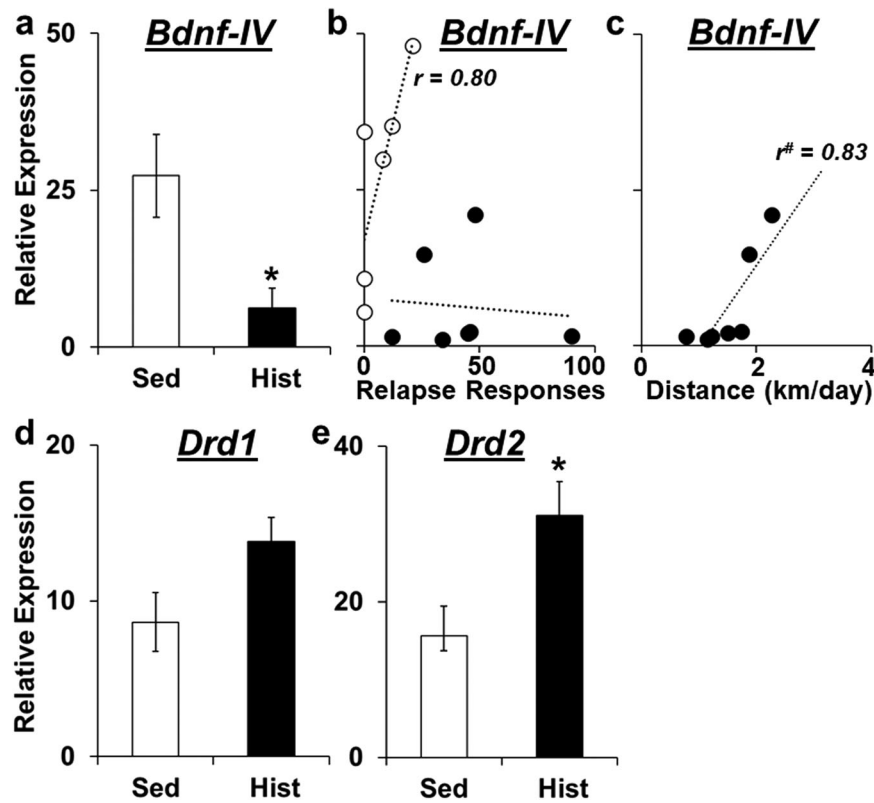 a
Bdnf-IV
50
25
0
Relative Expression
*
Sed
Hist
b
Bdnf-IV
r = 0.80
0
50
100
Relapse Responses
c
Bdnf-IV
r# = 0.83
0
2
4
Distance (km/day)
d
Drd1
20
10
0
Relative Expression
Sed
Hist
e
Drd2
40
20
0
*
Sed
Hist